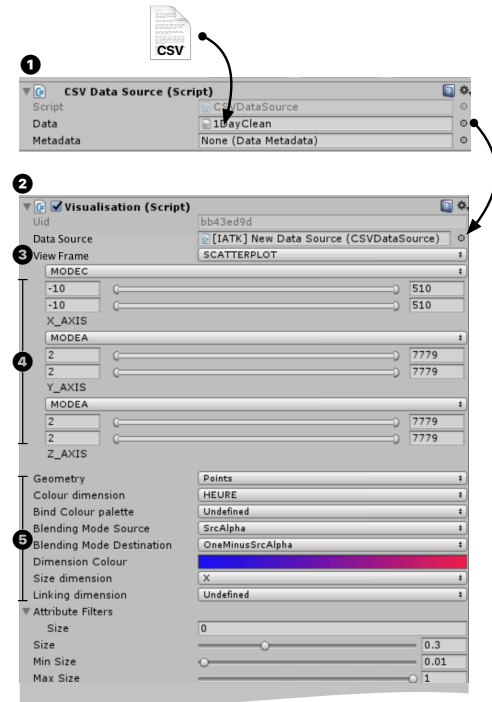 CSV
1
CSV Data Source (Script)
Script CSVDataSource
Data 1DayClean
Metadata None (Data Metadata)
2
Visualisation (Script)
Uid bb43ed9d
Data Source [IATK] New Data Source (CSVDataSource)
3 View Frame SCATTERPLOT
MODEC
-10 510
-10 510
X_AXIS
MODEA
4
2 7779
2 7779
Y_AXIS
MODEA
2 7779
2 7779
Z_AXIS
Geometry Points
Colour dimension HEURE
Bind Colour palette Undefined
Blending Mode Source SrcAlpha
5 Blending Mode Destination OneMinusSrcAlpha
Dimension Colour
Size dimension X
Linking dimension Undefined
Attribute Filters
Size 0
Size 0.3
Min Size 0.01
Max Size 1